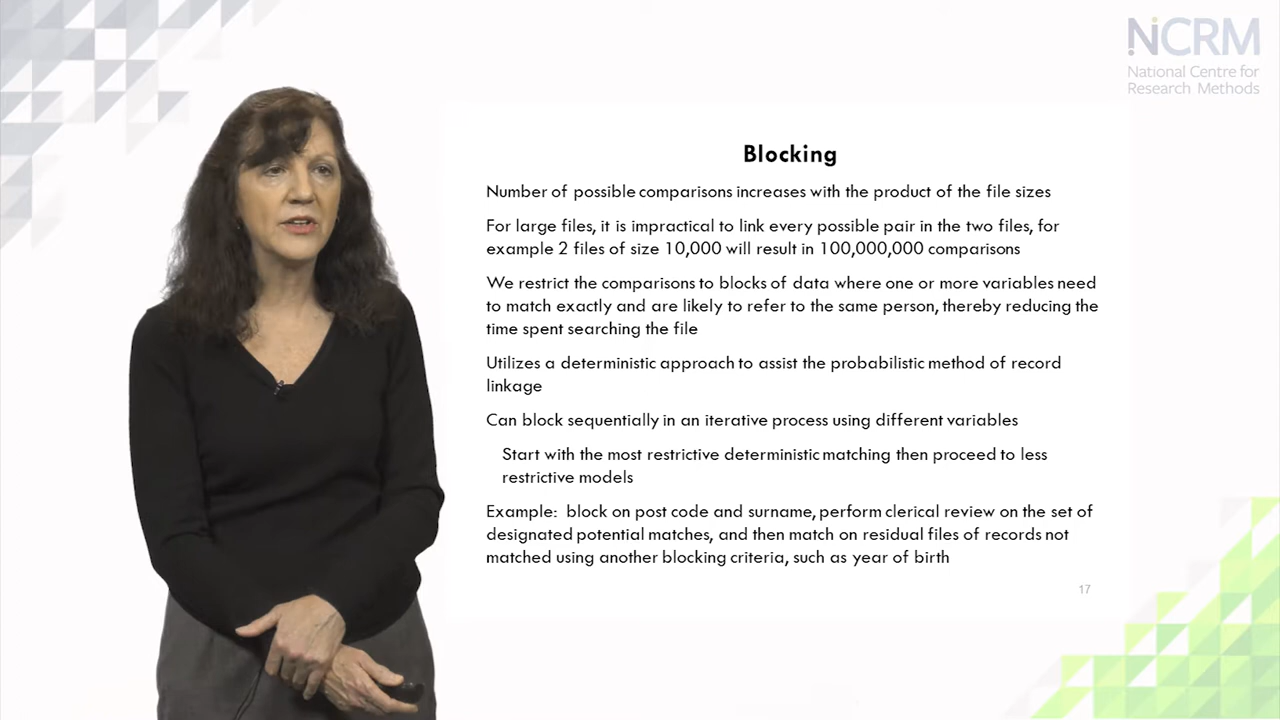 NCRM
National Centre for
Research Methods
Blocking
Number of possible comparisons increases with the product of the file sizes
For large files, it is impractical to link every possible pair in the two files, for
example 2 files of size 10,000 will result in 100,000,000 comparisons
We restrict the comparisons to blocks of data where one or more variables need
to match exactly and are likely to refer to the same person, thereby reducing the
time spent searching the file
Utilizes a deterministic approach to assist the probabilistic method of record
linkage
Can block sequentially in an iterative process using different variables
Start with the most restrictive deterministic matching then proceed to less
restrictive models
Example: block on post code and surname, perform clerical review on the set of
designated potential matches, and then match on residual files of records not
matched using another blocking criteria, such as year of birth
17